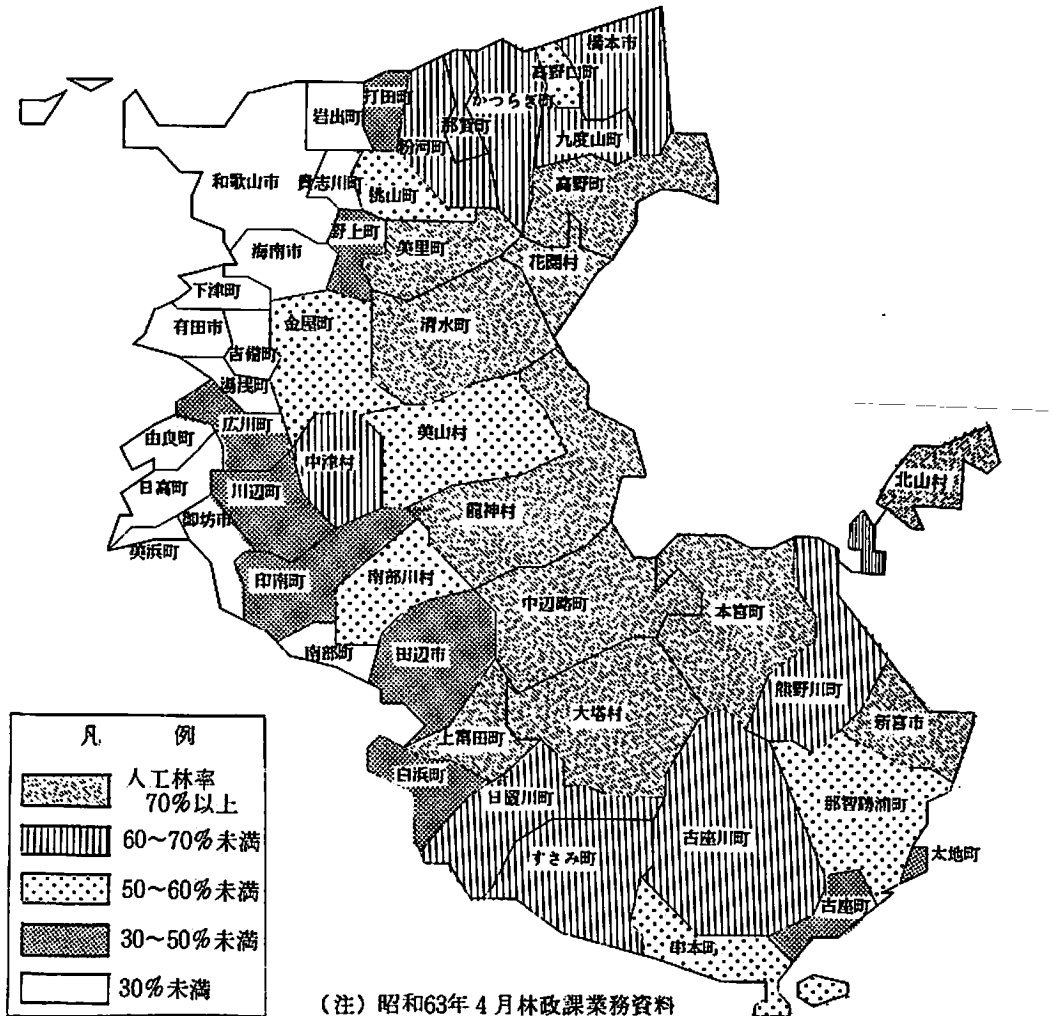 橋本市
高野口町
打田町
かつらぎ町
岩出町
那賀町
粉河町
九度山町
和歌山市
貴志川町
桃山町
高野町
野上町
美里町
海南市
花園村
下津町
有田市
金屋町
清水町
吉備町
湯浅町
広川町
由良町
美山村
中津村
日高町
川辺町
北山村
御坊市
龍神村
美浜町
印南町
南部川村
中辺路町
本宮町
南部町
田辺市
熊野川町
大塔村
新宮市
上富田町
白浜町
日置川町
那智勝浦町
すさみ町
古座川町
太地町
古座町
串本町
凡 例
人工林率
70%以上
60~70%未満
50~60%未満
30~50%未満
30%未満
(注) 昭和63年4月林政課業務資料